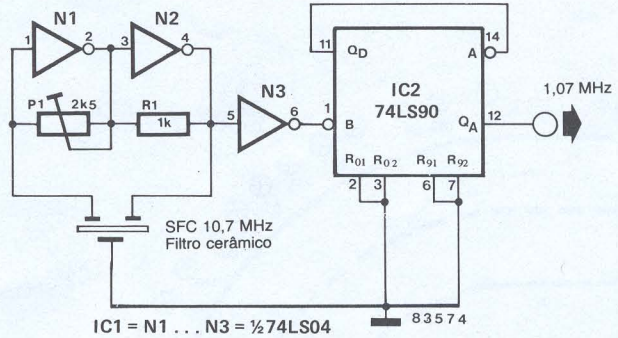 N1
N2
1
2
3
4
P1
2k5
R1
1k
N3
5
6
SFC 10,7 MHz
Filtro cerâmico
11
QD
A
14
IC2
74LS90
1
B
QA
12
1,07 MHz
R01 R02
R91 R92
2
3
6
7
83574
IC1 = N1 ... N3 = ½74LS04